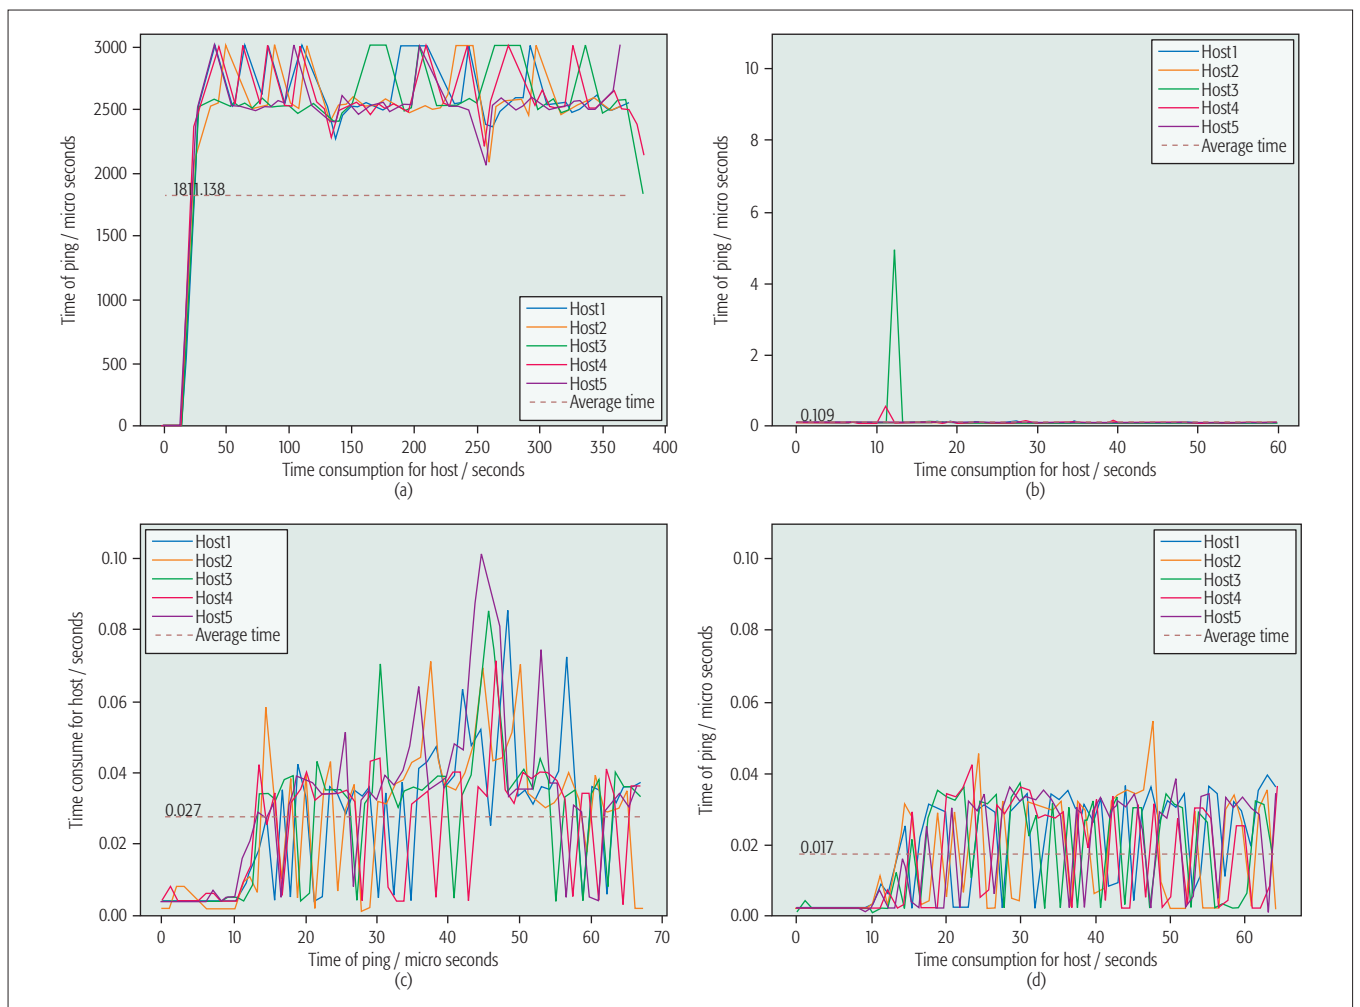 3000
2500
2000
1500
1000
500
0
Time of ping / micro seconds
1811.138
Host1
Host2
Host3
Host4
Host5
Average time
0 50 100 150 200 250 300 350 400
Time consumption for host / seconds
(a)
10
8
6
4
2
0
Time of ping / micro seconds
0.109
Host1
Host2
Host3
Host4
Host5
Average time
0 10 20 30 40 50 60
Time consumption for host / seconds
(b)
0.10
0.08
0.06
0.04
0.02
0.00
Time consume for host / seconds
Host1
Host2
Host3
Host4
Host5
Average time
0.027
0 10 20 30 40 50 60 70
Time of ping / micro seconds
(c)
0.10
0.08
0.06
0.04
0.02
0.00
Time of ping / micro seconds
Host1
Host2
Host3
Host4
Host5
Average time
0.017
0 10 20 30 40 50 60
Time consumption for host / seconds
(d)